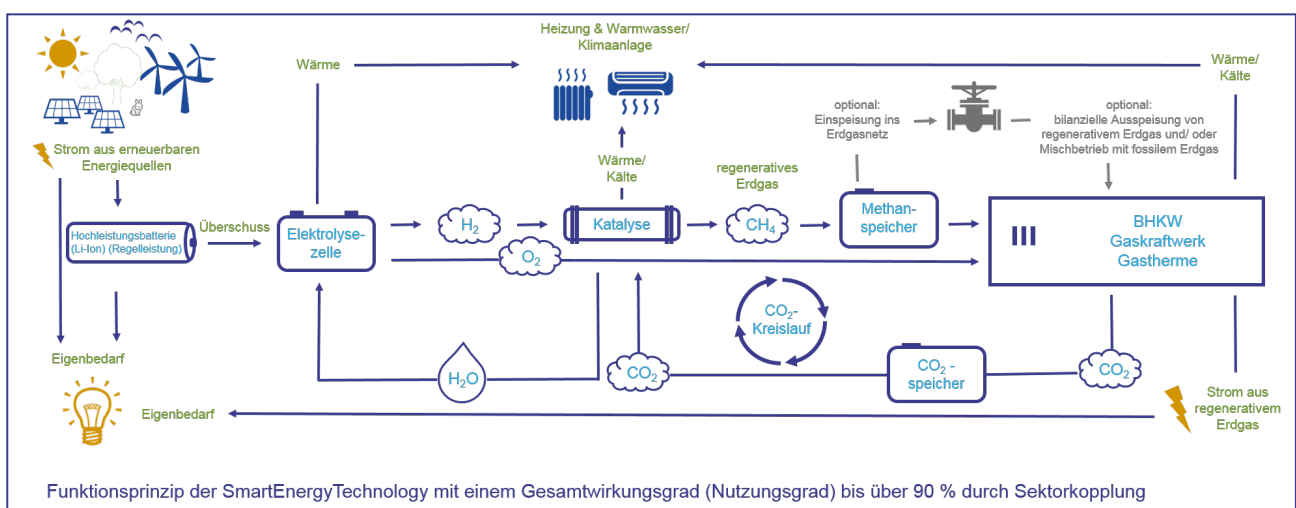 Heizung & Warmwasser/
Klimaanlage
Wärme
Wärme/
Kälte
optional:
Einspeisung ins
Erdgasnetz
optional:
bilanzielle Ausspeisung von
regenerativem Erdgas und/ oder
Mischbetrieb mit fossilem Erdgas
Strom aus erneuerbaren
Energiequellen
Wärme/
Kälte
regeneratives
Erdgas
Hochleistungsbatterie
(Li-Ion) (Regelleistung)
Überschuss
Elektrolyse-
zelle
H₂
O₂
Katalyse
CH₄
Methan-
speicher
BHKW
Gaskraftwerk
Gastherme
CO₂-
Kreislauf
Eigenbedarf
H₂O
CO₂
CO₂ -
speicher
CO₂
Eigenbedarf
Strom aus
regenerativem
Erdgas
Funktionsprinzip der SmartEnergyTechnology mit einem Gesamtwirkungsgrad (Nutzungsgrad) bis über 90 % durch Sektorkopplung